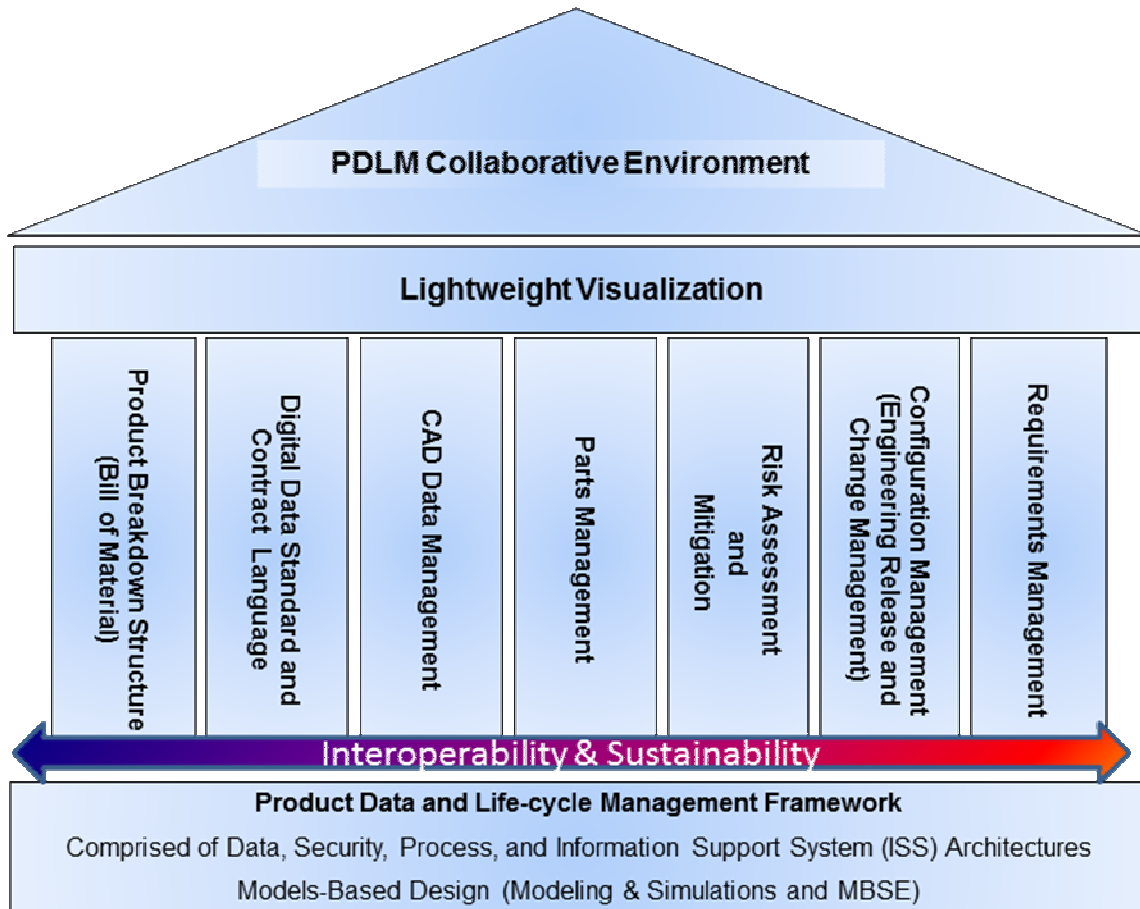 PDLM Collaborative Environment
Lightweight Visualization
Product Breakdown Structure
(Bill of Material)
Digital Data Standard and
Contract Language
CAD Data Management
Parts Management
Risk Assessment
and
Mitigation
Configuration Management
(Engineering Release and
Change Management)
Requirements Management
Interoperability & Sustainability
Product Data and Life-cycle Management Framework
Comprised of Data, Security, Process, and Information Support System (ISS) Architectures
Models-Based Design (Modeling & Simulations and MBSE)